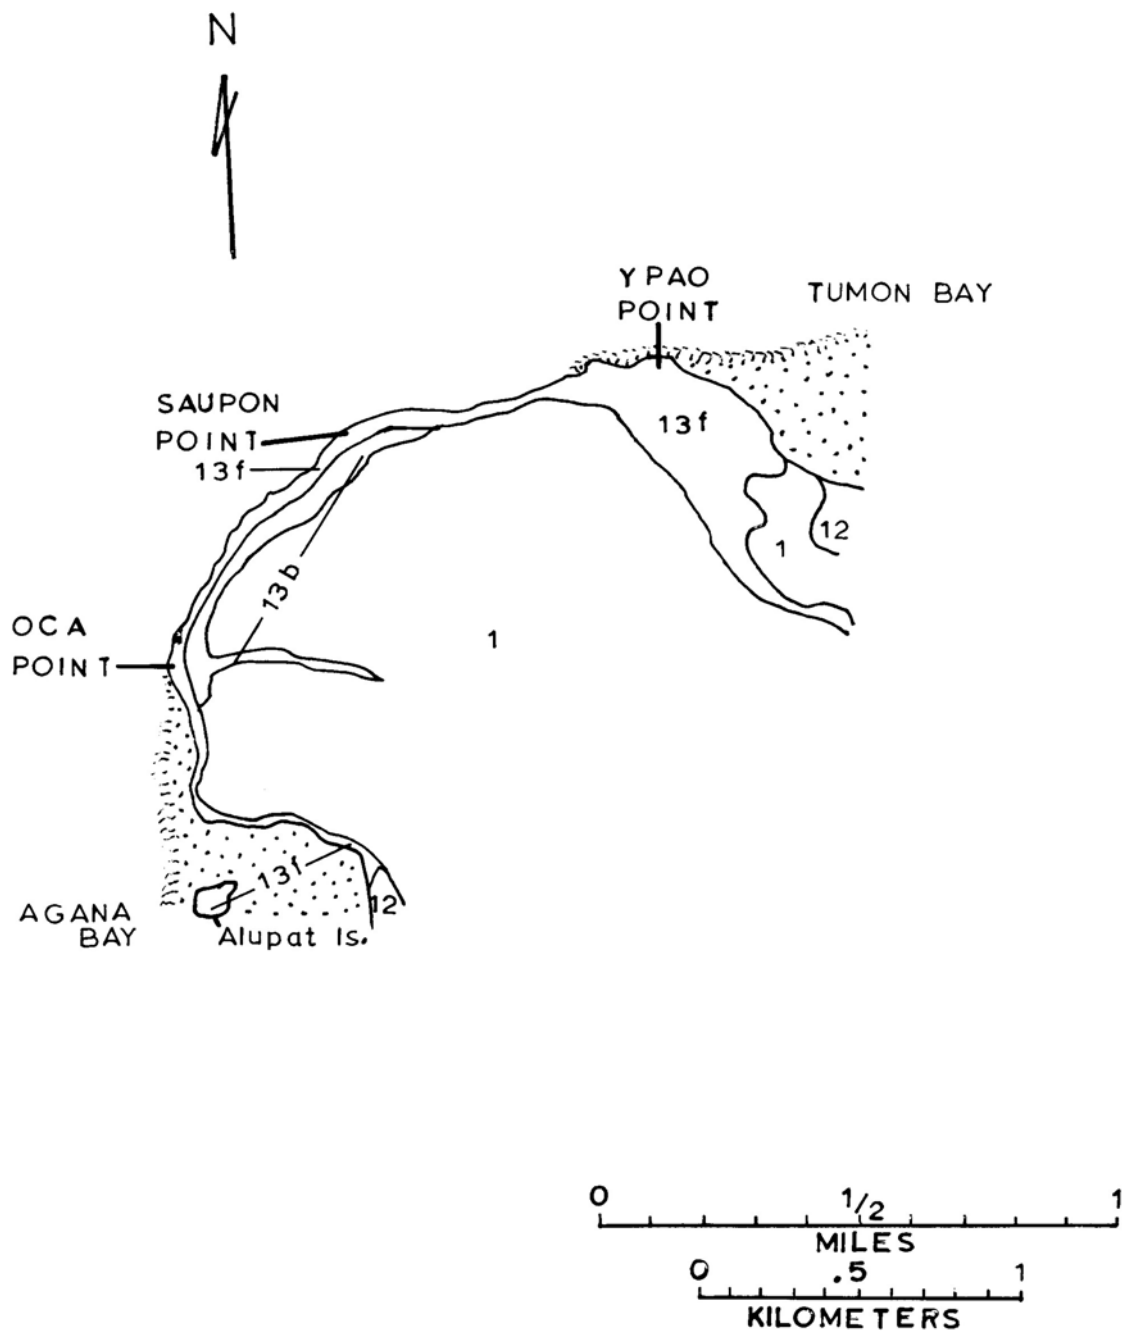 N
YPAO
POINT
TUMON BAY
SAUPON
POINT
13f
13f
12
1
13b
OCA
POINT
1
13f
12
AGANA
BAY
Alupat Is.
0 1/2 1
MILES
0 .5 1
KILOMETERS